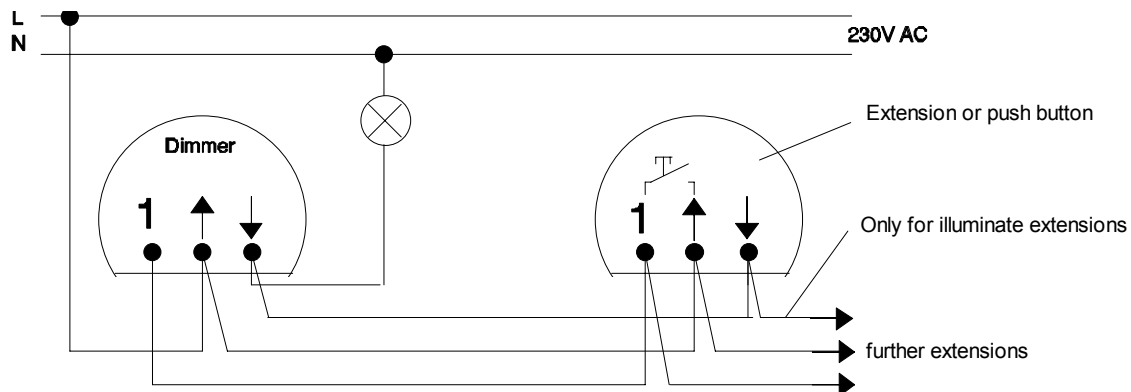 L
N
230V AC
Extension or push button
Dimmer
1
1
Only for illuminate extensions
further extensions